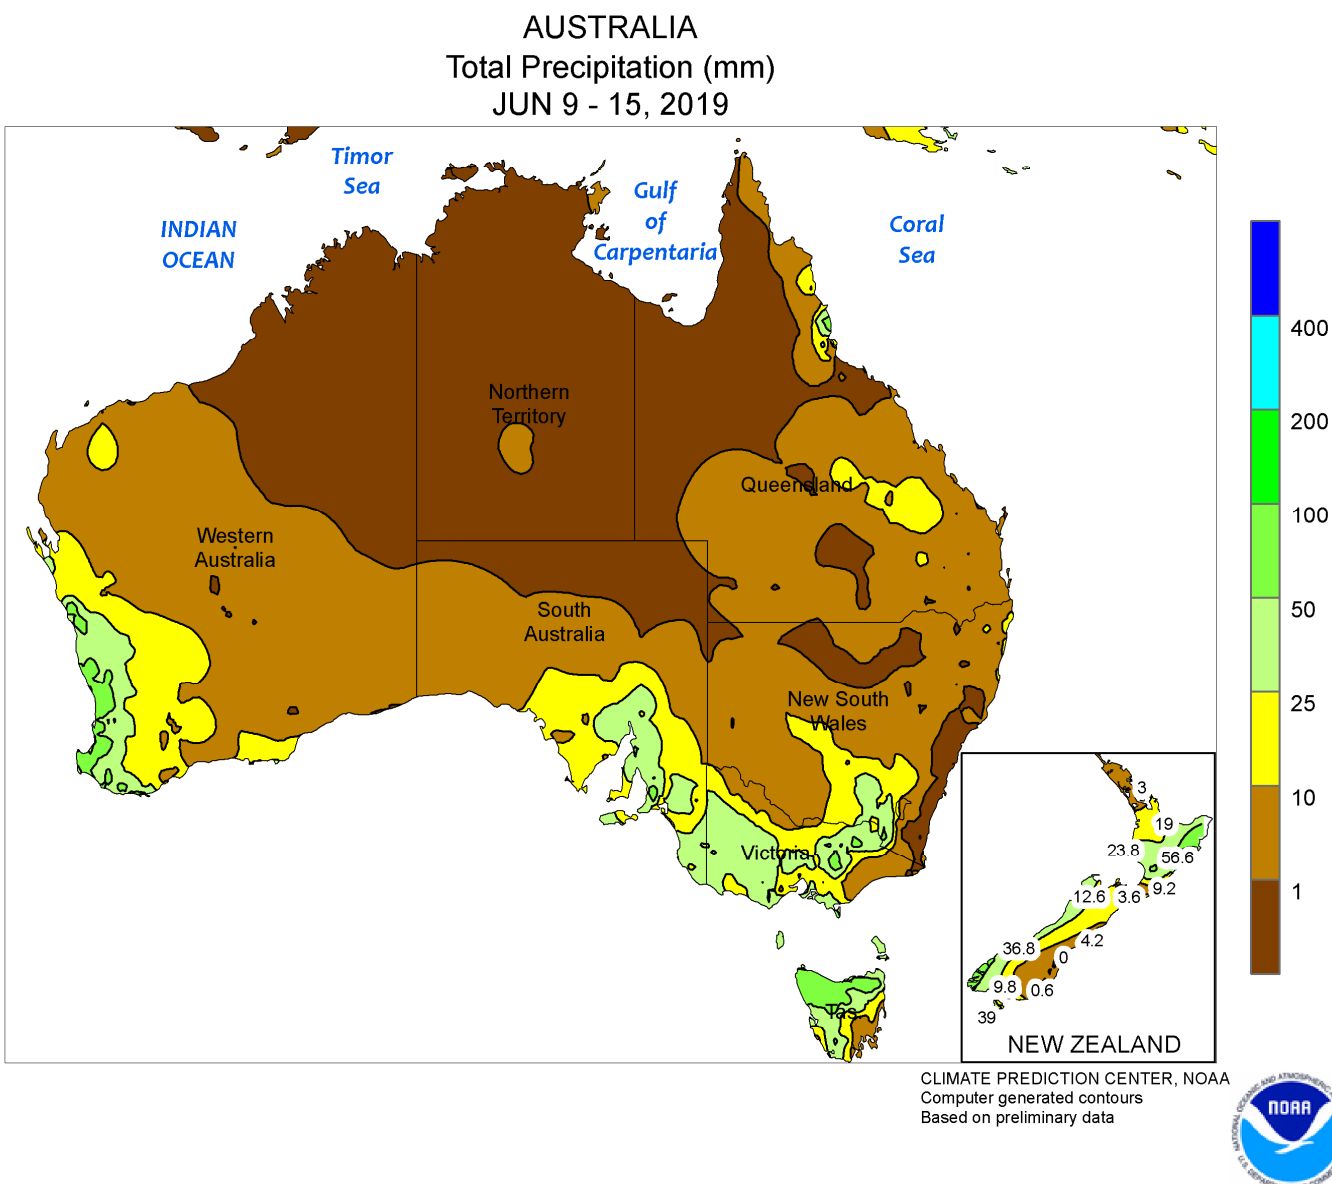 AUSTRALIA
Total Precipitation (mm)
JUN 9 - 15, 2019
Timor
Sea
INDIAN
OCEAN
Gulf
of
Carpentaria
Coral
Sea
Northern
Territory
Queensland
Western
Australia
South
Australia
New South
Wales
Victoria
Tas.
400
200
100
50
25
10
1
3
19
23.8
56.6
9.2
12.6
3.6
4.2
36.8
0
9.8
0.6
39
NEW ZEALAND
CLIMATE PREDICTION CENTER, NOAA
Computer generated contours
Based on preliminary data
NOAA